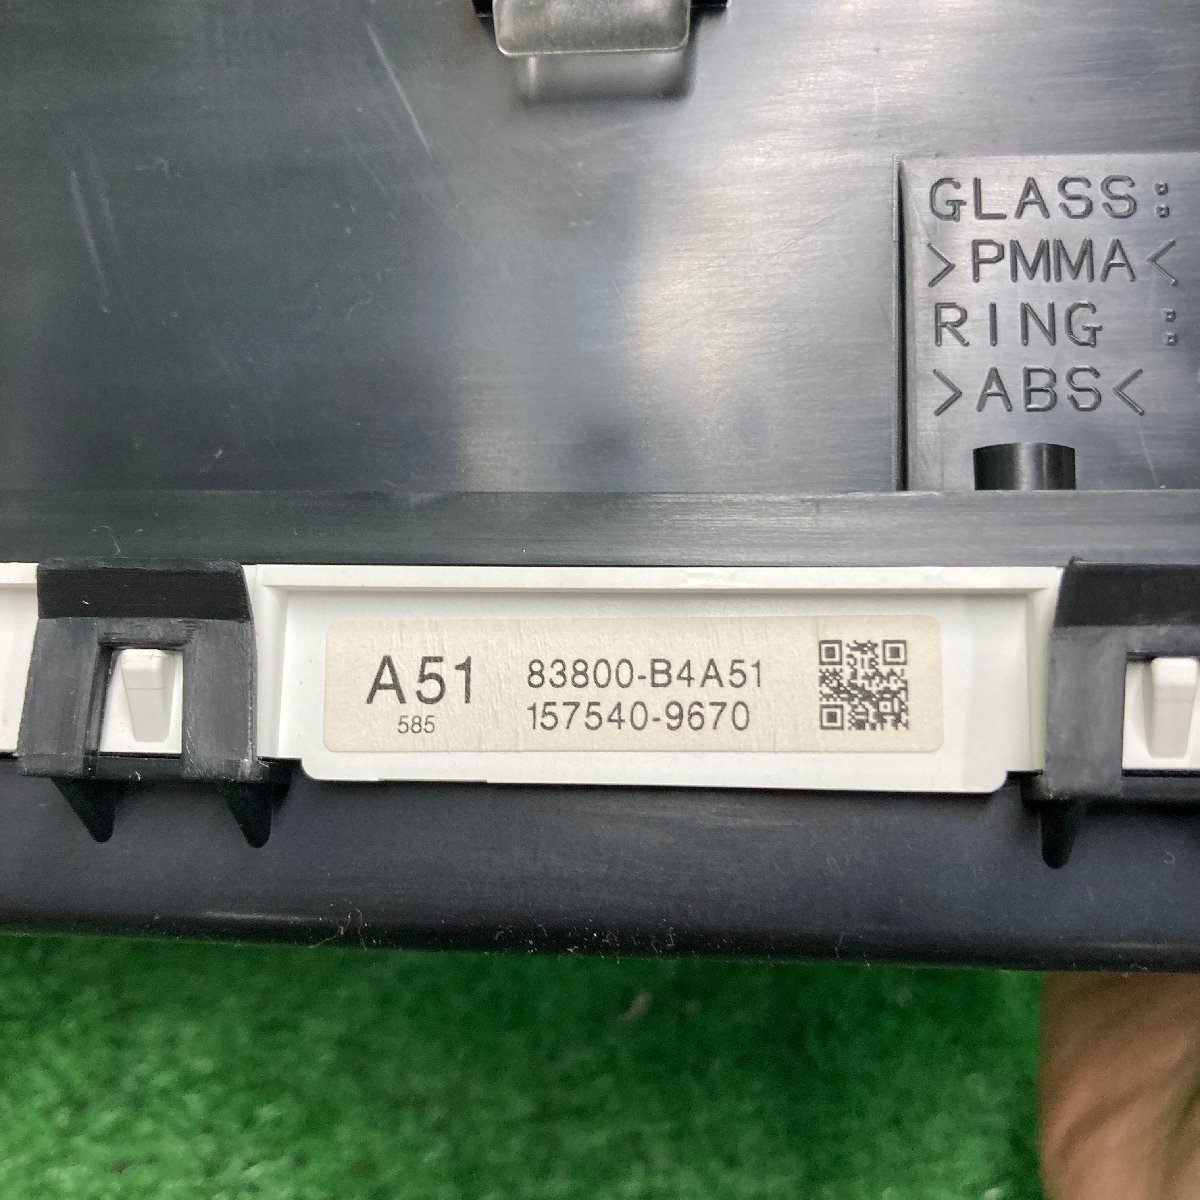 GLASS:
>PMMA<
RING :
>ABS<
A51
585
83800-B4A51
157540-9670